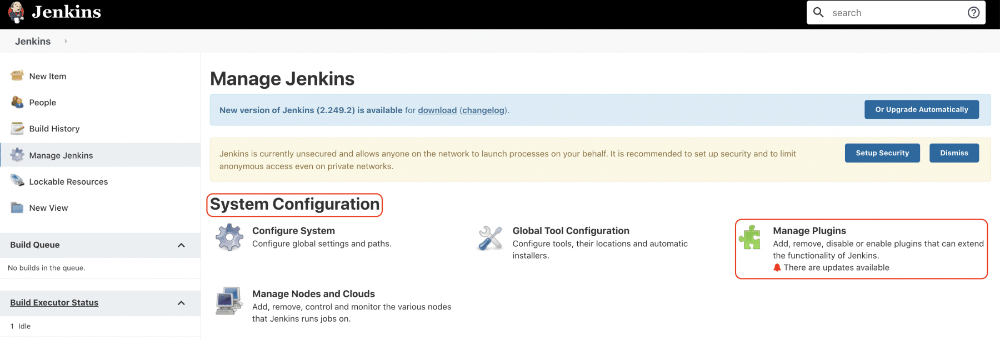 Jenkins
search
Jenkins
New Item
People
Build History
Manage Jenkins
Lockable Resources
New View
Build Queue
No builds in the queue.
Build Executor Status
1 Idle
Manage Jenkins
New version of Jenkins (2.249.2) is available for download (changelog).
Or Upgrade Automatically
Jenkins is currently unsecured and allows anyone on the network to launch processes on your behalf. It is recommended to set up security and to limit
anonymous access even on private networks.
Setup Security
Dismiss
System Configuration
Configure System
Configure global settings and paths.
Global Tool Configuration
Configure tools, their locations and automatic
installers.
Manage Plugins
Add, remove, disable or enable plugins that can extend
the functionality of Jenkins.
There are updates available
Manage Nodes and Clouds
Add, remove, control and monitor the various nodes
that Jenkins runs jobs on.